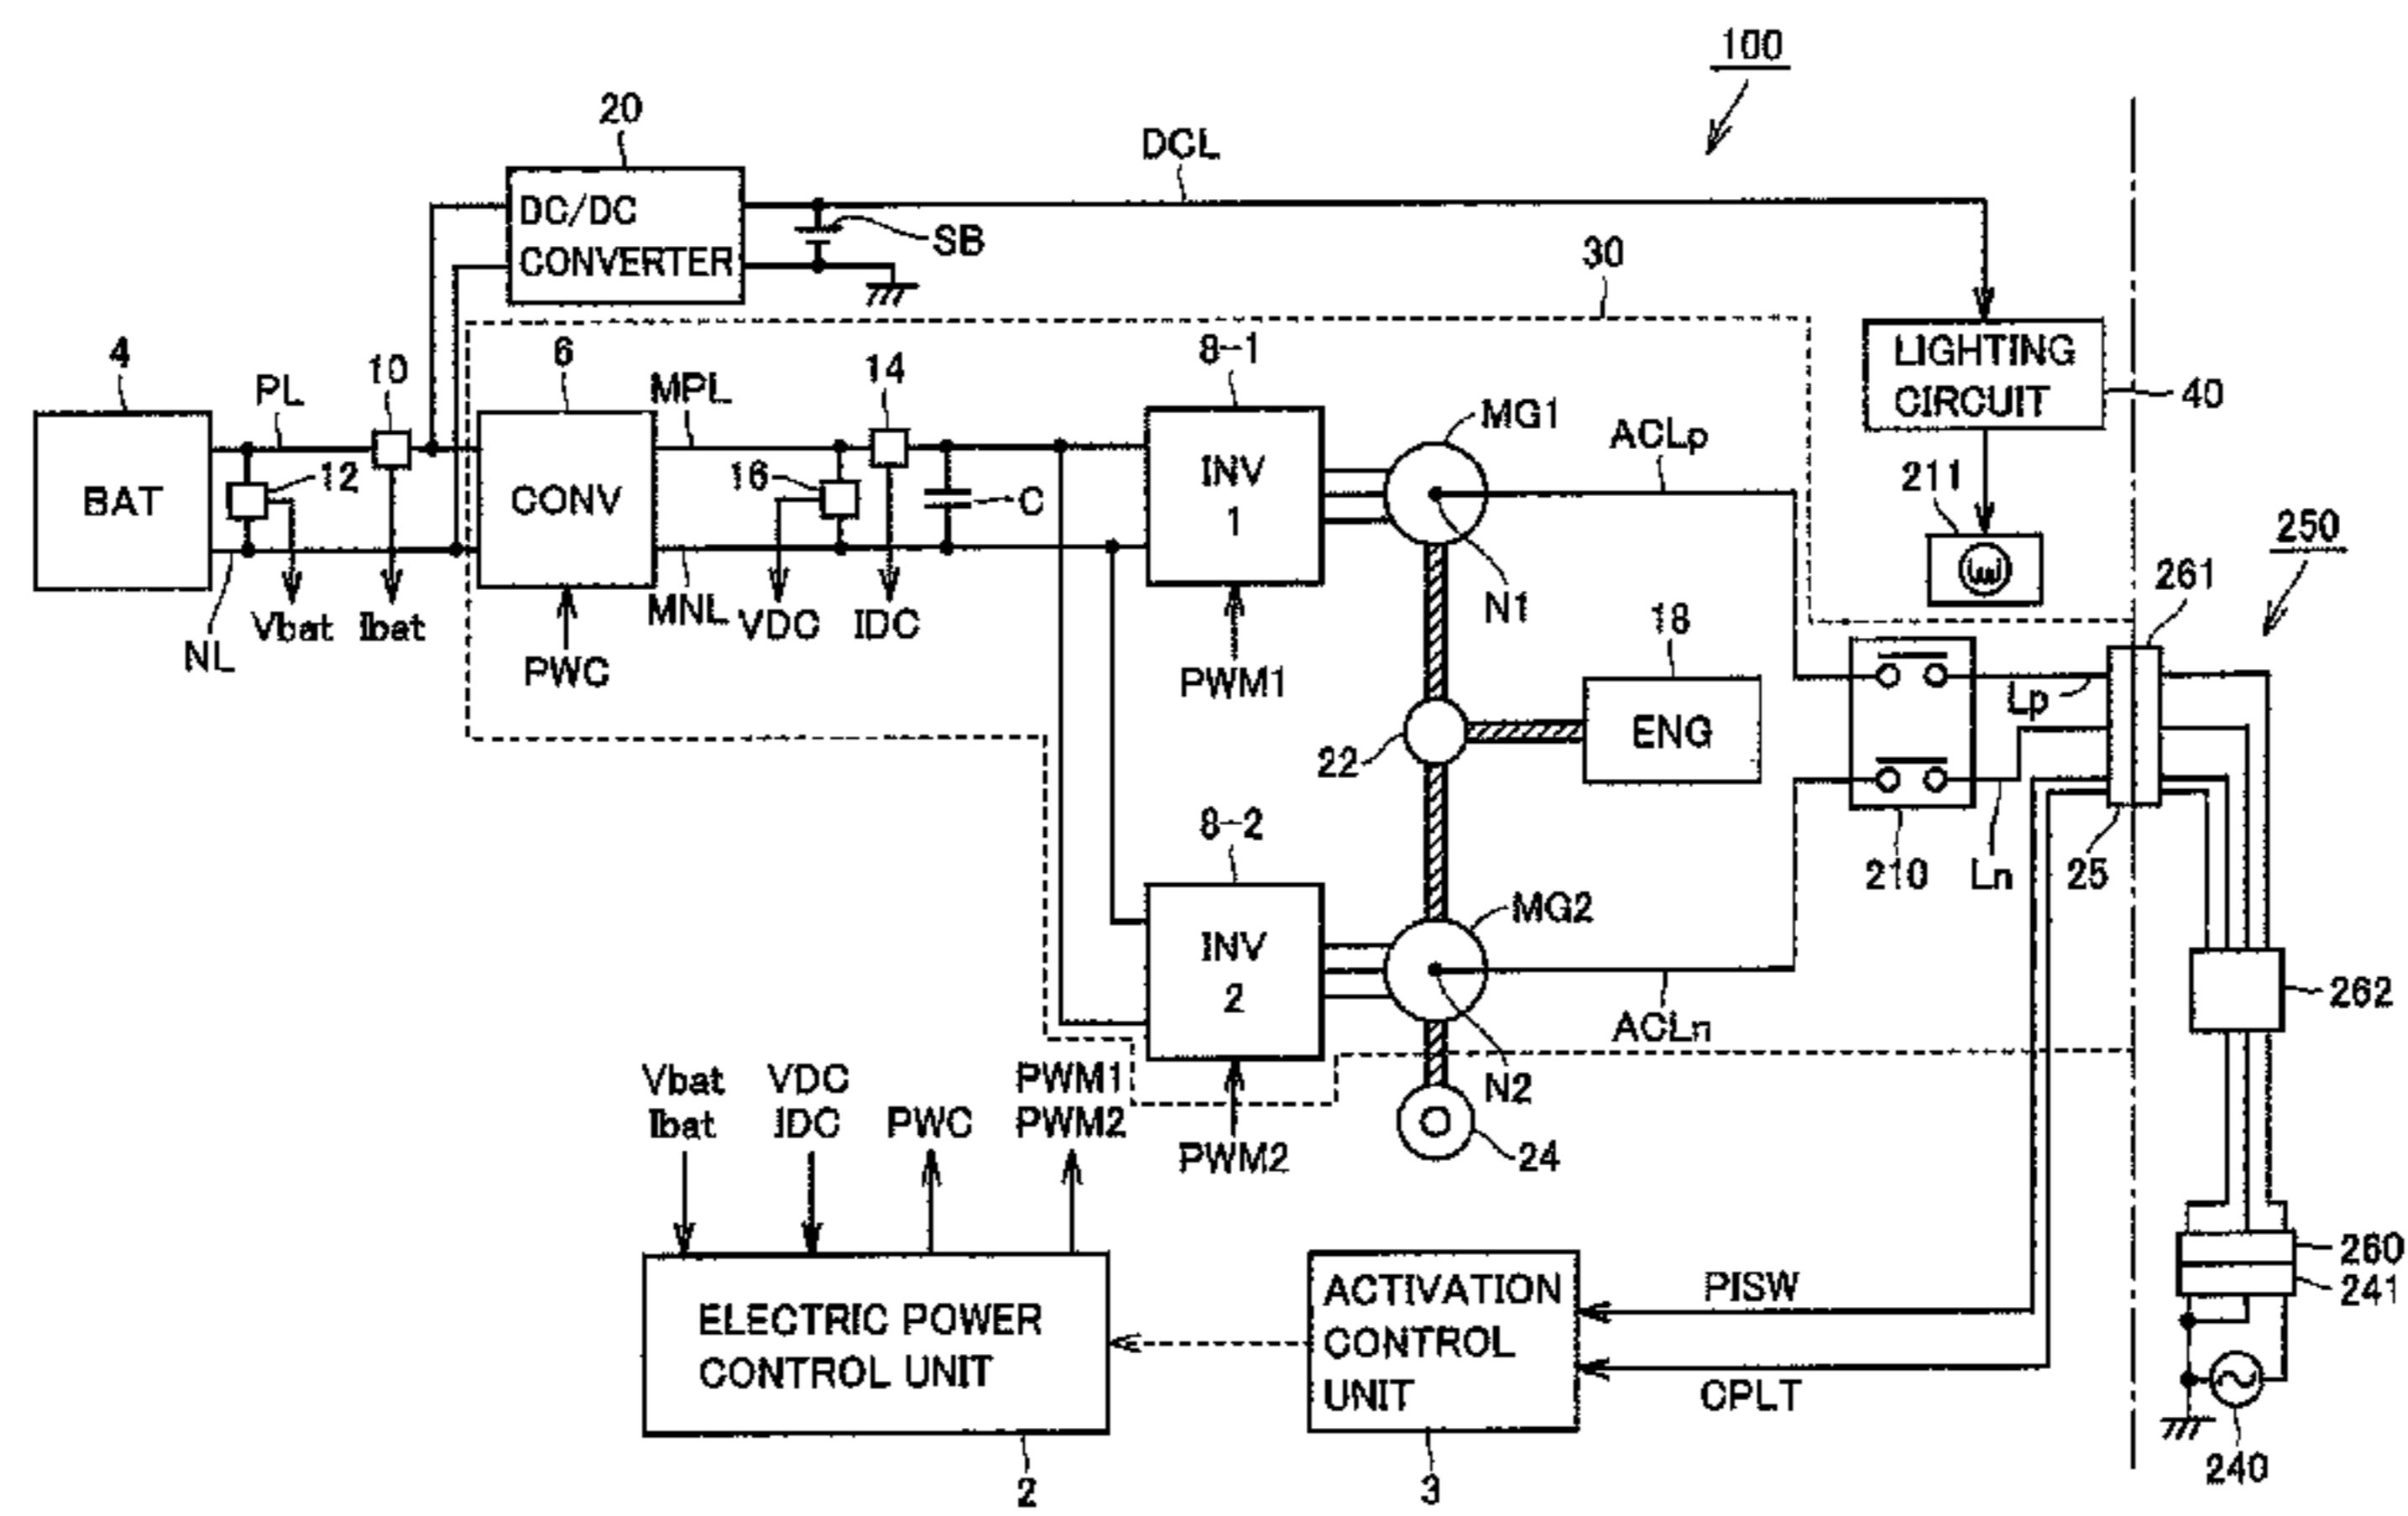 100
20
DCL
DC/DC
CONVERTER
SB
30
4
PL
10
6
MPL
14
8-1
MG1
ACLp
LIGHTING
CIRCUIT
40
BAT
12
CONV
16
C
INV
1
211
250
NL
Vbat
Ibat
MNL
VDC
IDC
N1
18
261
PWC
PWM1
Lp
22
ENG
8-2
210
Ln
25
MG2
INV
2
262
ACLn
Vbat
Ibat
VDC
IDC
PWC
PWM1
PWM2
PWM2
N2
24
260
241
ELECTRIC POWER
CONTROL UNIT
ACTIVATION
CONTROL
UNIT
PISW
CPLT
2
3
240